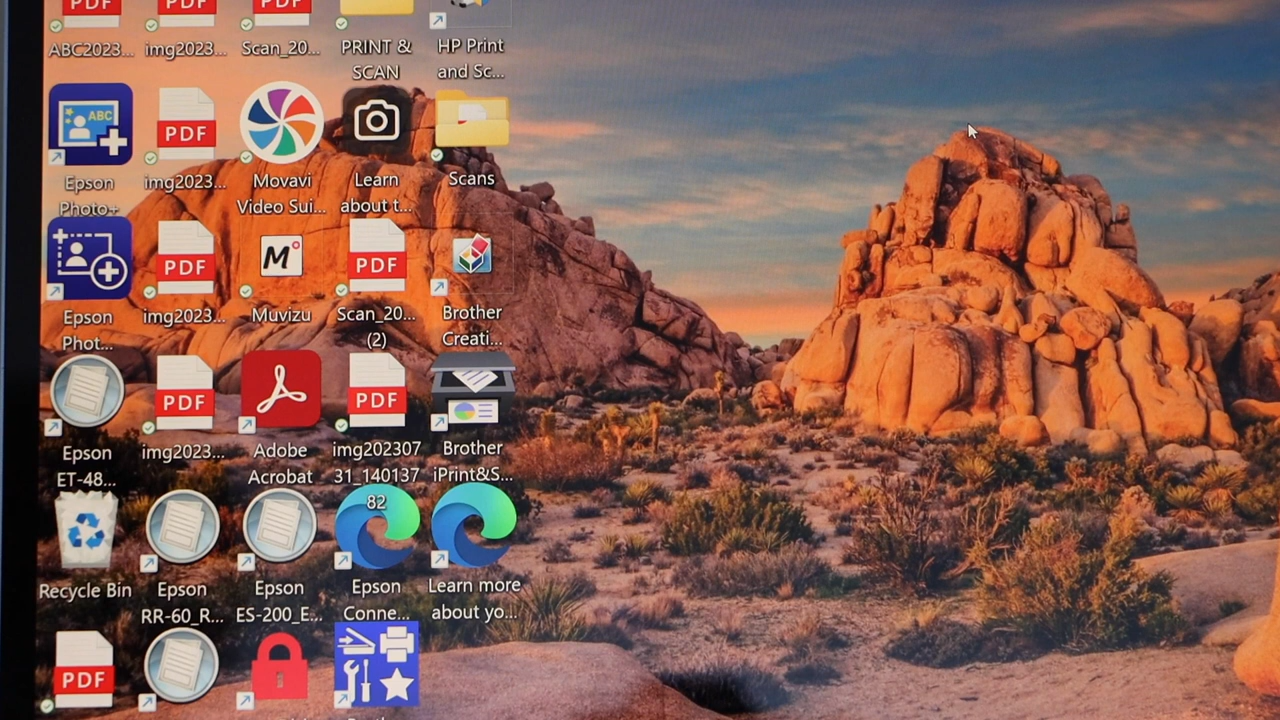 PDF
PDF
PDF
ABC2023...
img2023...
Scan_20...
PRINT &
SCAN
HP Print
and Sc...
ABC
PDF
Epson
Photo+
img2023...
Movavi
Video Sui...
Learn
about t...
Scans
PDF
M
PDF
Epson
Phot...
img2023...
Muvizu
Scan_20...
(2)
Brother
Creati...
PDF
PDF
Epson
ET-48...
img2023...
Adobe
Acrobat
img202307
31_140137
82
Brother
iPrint&S...
Recycle Bin
Epson
RR-60_R...
Epson
ES-200_E...
Epson
Conne...
Learn more
about yo...
PDF